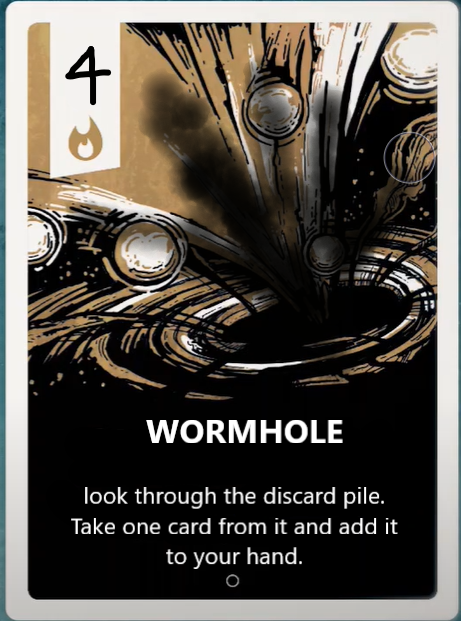 4
WORMHOLE
look through the discard pile.
Take one card from it and add it
to your hand.